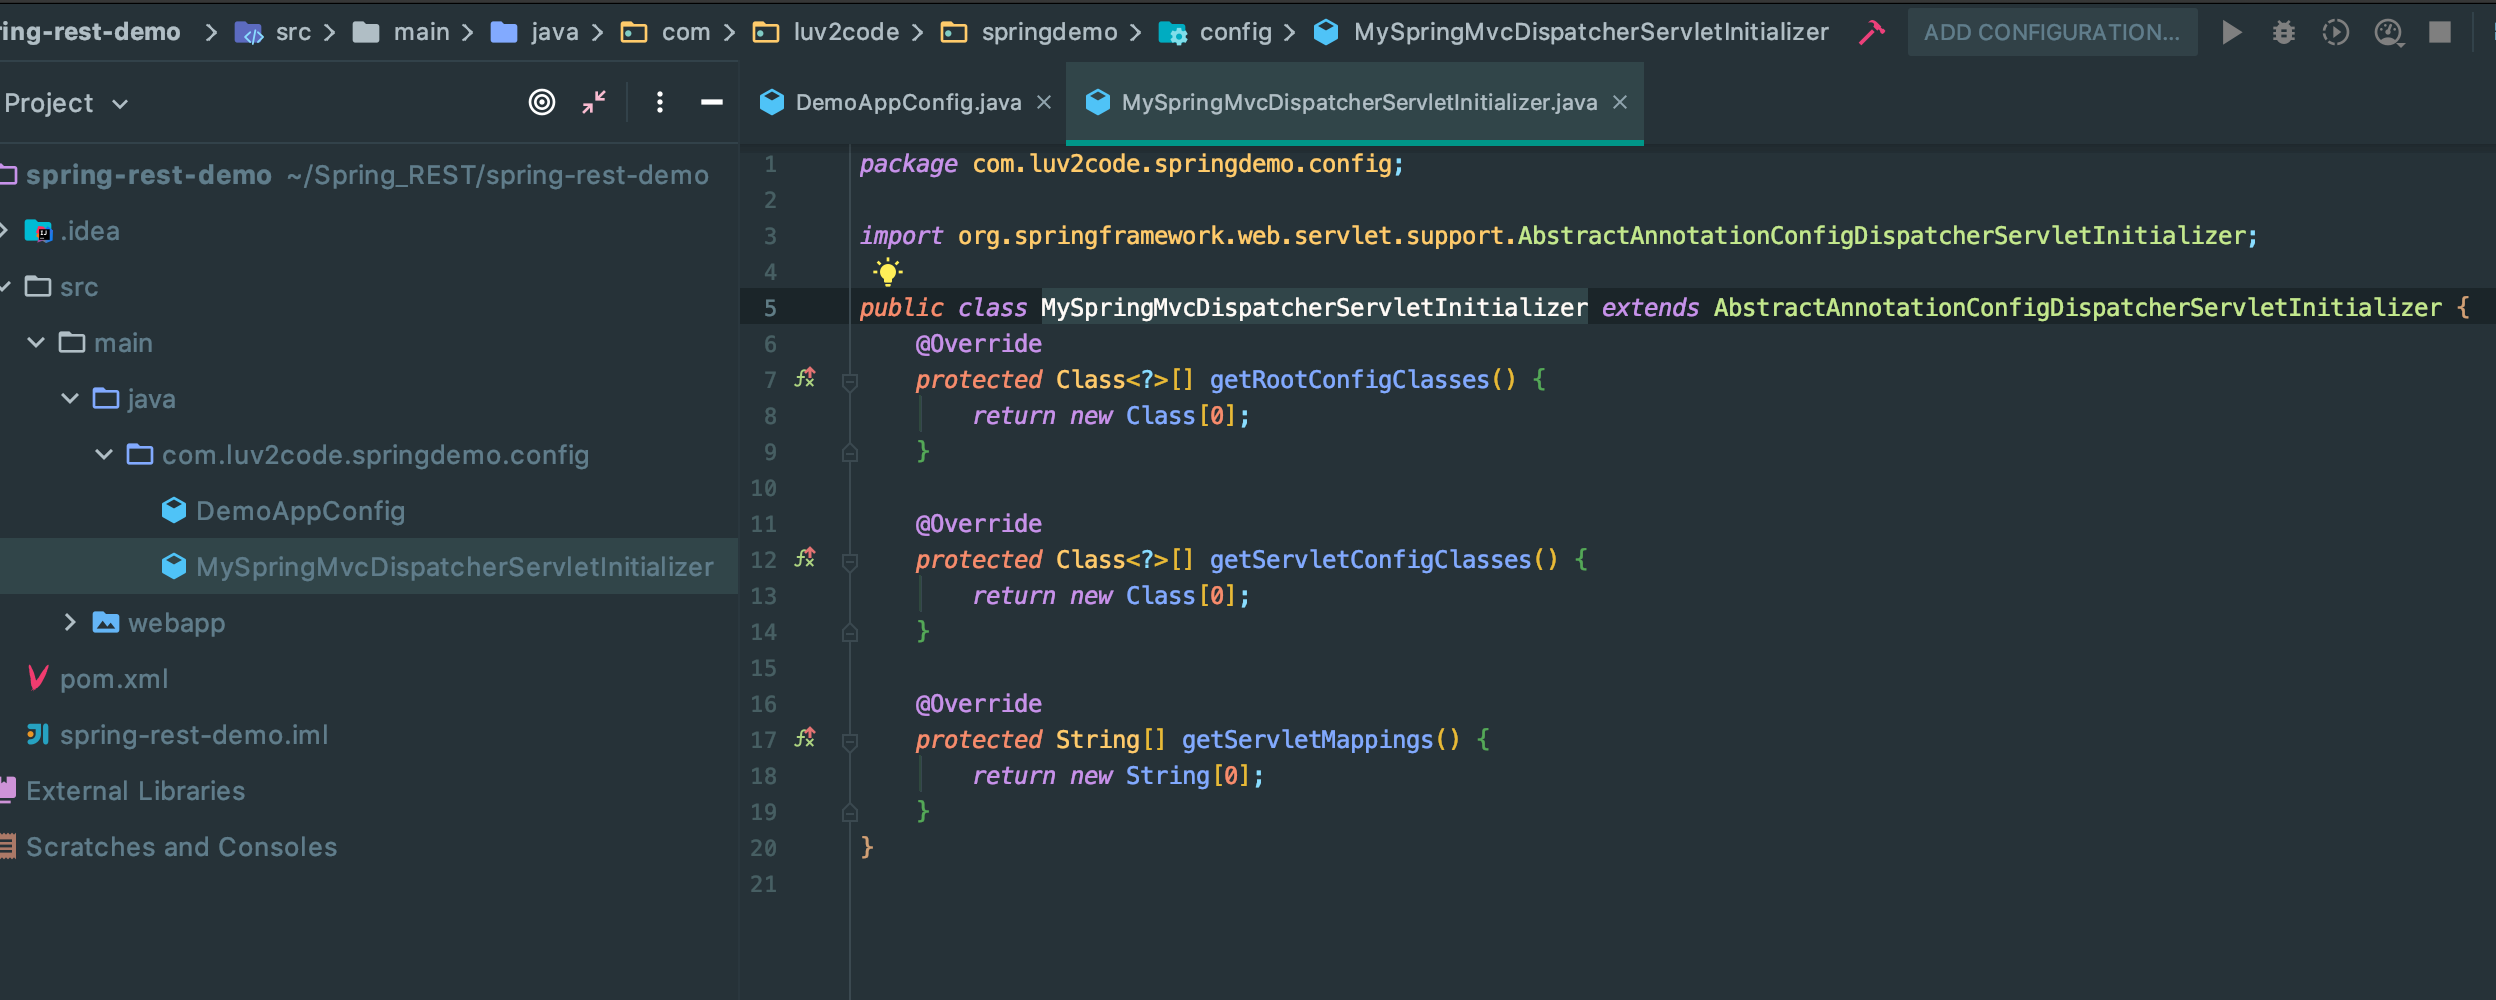 ing-rest-demo > src > main > java > com > luv2code > springdemo > config > MySpringMvcDispatcherServletInitializer ADD CONFIGURATION...
Project
DemoAppConfig.java MySpringMvcDispatcherServletInitializer.java
spring-rest-demo ~/Spring_REST/spring-rest-demo
.idea
src
main
java
com.luv2code.springdemo.config
DemoAppConfig
MySpringMvcDispatcherServletInitializer
webapp
pom.xml
spring-rest-demo.iml
External Libraries
Scratches and Consoles
1 package com.luv2code.springdemo.config;
2
3 import org.springframework.web.servlet.support.AbstractAnnotationConfigDispatcherServletInitializer;
4
5 public class MySpringMvcDispatcherServletInitializer extends AbstractAnnotationConfigDispatcherServletInitializer {
6 @Override
7 protected Class<?>[] getRootConfigClasses() {
8 return new Class[0];
9 }
10
11 @Override
12 protected Class<?>[] getServletConfigClasses() {
13 return new Class[0];
14 }
15
16 @Override
17 protected String[] getServletMappings() {
18 return new String[0];
19 }
20 }
21